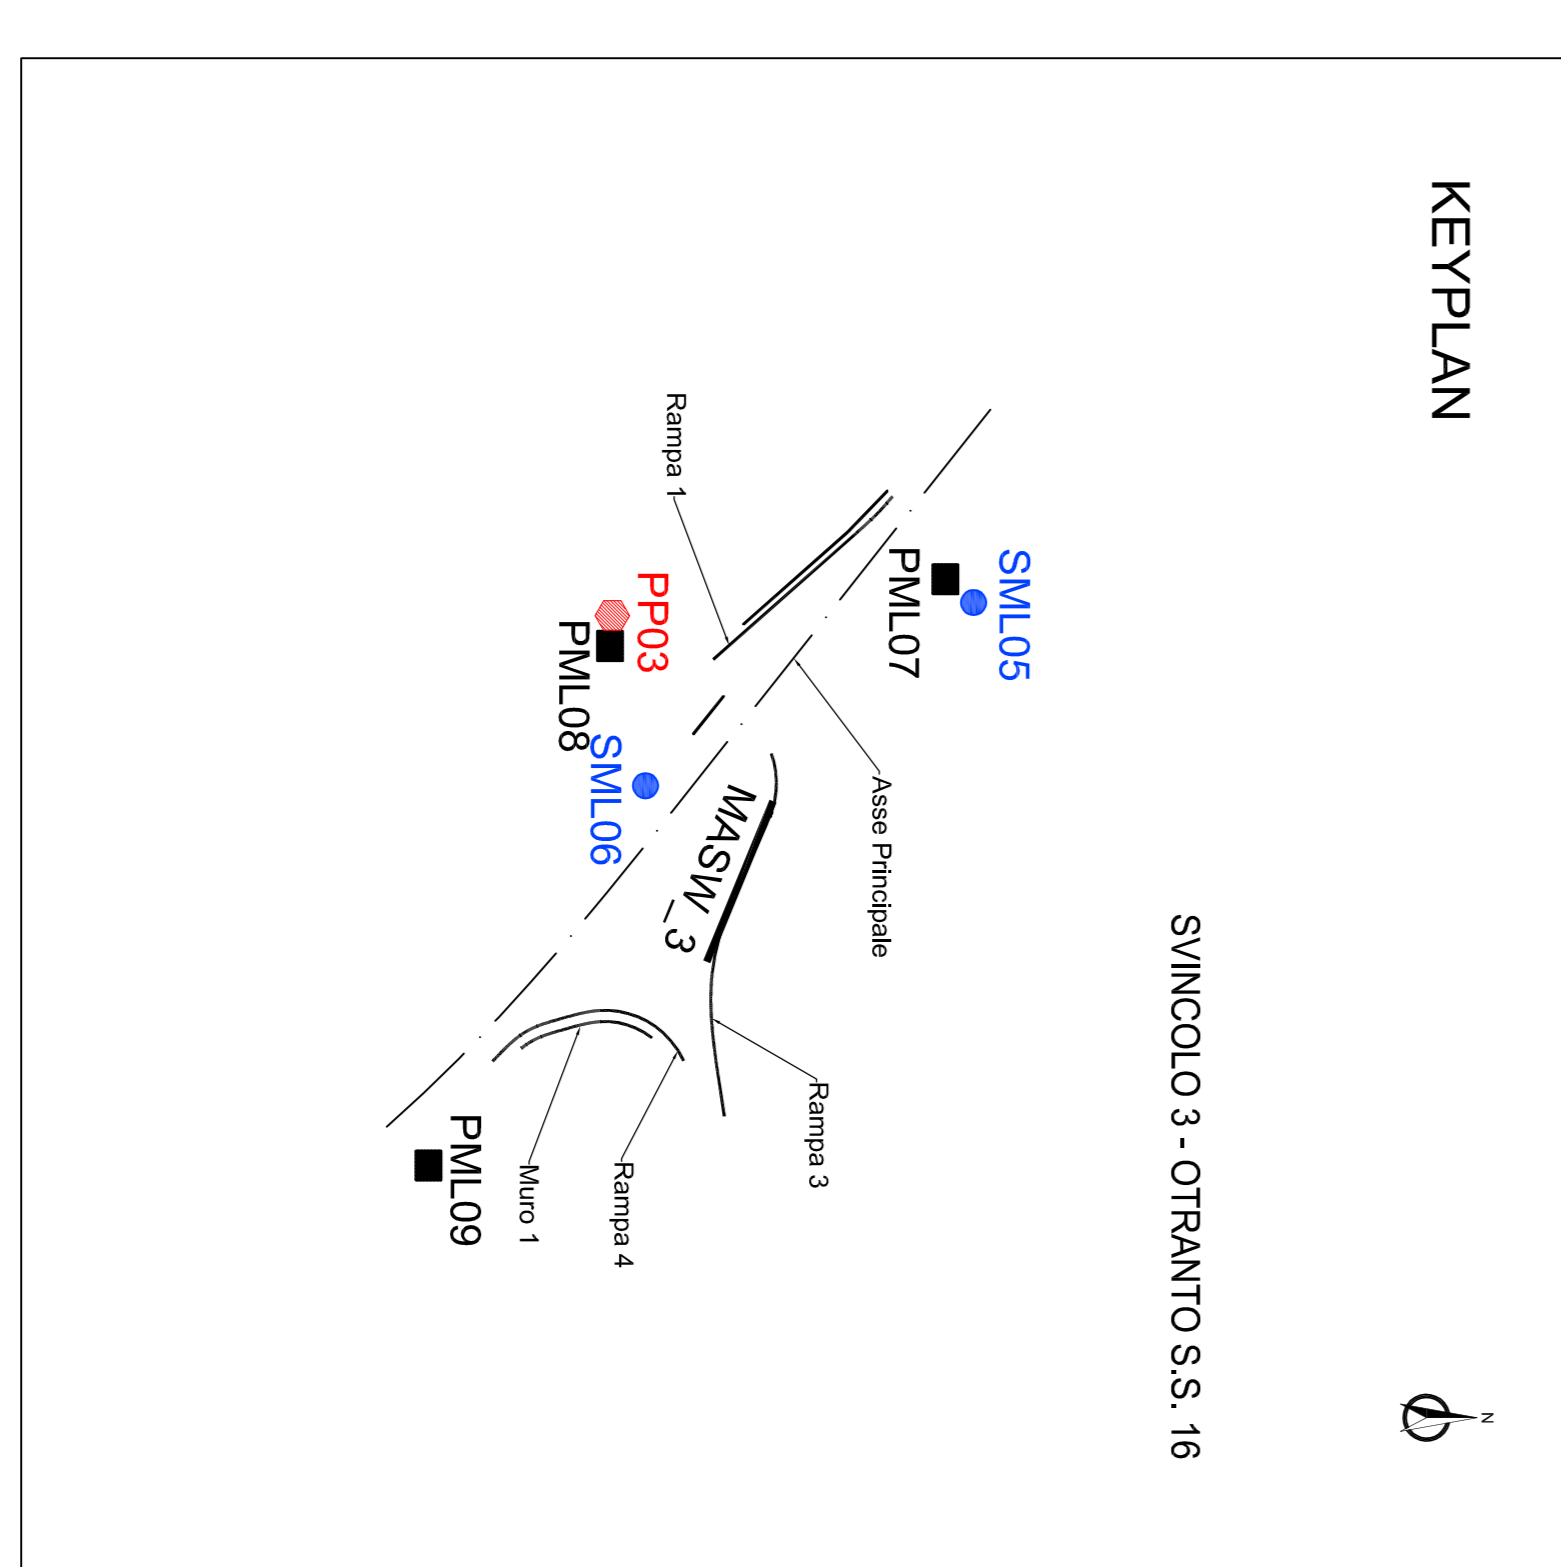 KEYPLAN
N
SVINCOLO 3 - OTRANTO S.S. 16
SML05
PML07
Asse Principale
Rampa 1
PP03
PML08
SML06
MASW_3
Rampa 3
Rampa 4
Muro 1
PML09